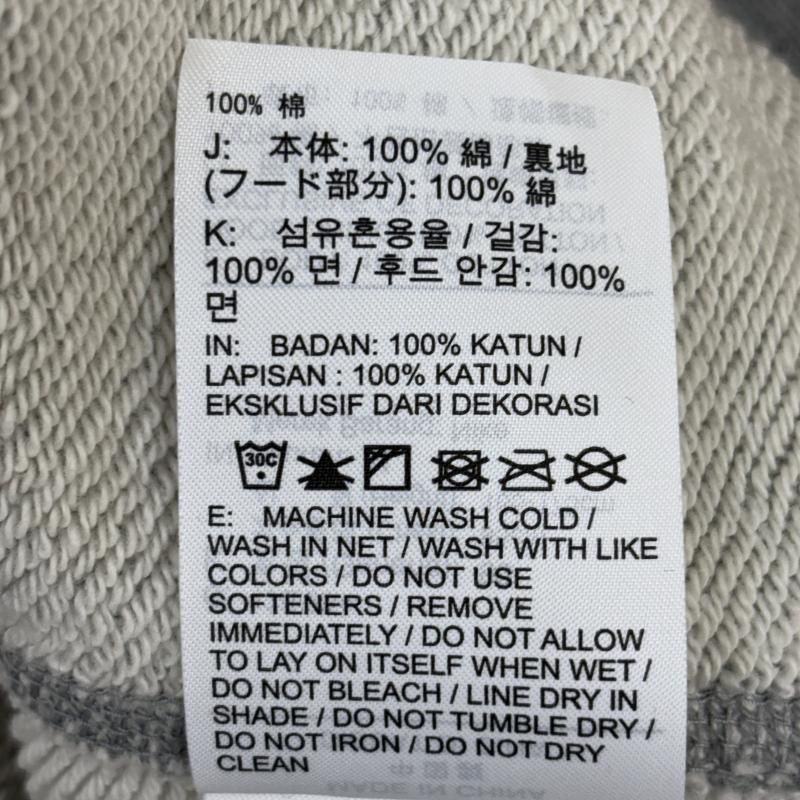 100% 棉
J: 本体: 100% 綿 / 裏地
(フード部分): 100% 綿
K: 섬유혼용율 / 겉감:
100% 면 / 후드 안감: 100%
면
IN: BADAN: 100% KATUN /
LAPISAN : 100% KATUN /
EKSKLUSIF DARI DEKORASI
30C
E: MACHINE WASH COLD /
WASH IN NET / WASH WITH LIKE
COLORS / DO NOT USE
SOFTENERS / REMOVE
IMMEDIATELY / DO NOT ALLOW
TO LAY ON ITSELF WHEN WET /
DO NOT BLEACH / LINE DRY IN
SHADE / DO NOT TUMBLE DRY /
DO NOT IRON / DO NOT DRY
CLEAN